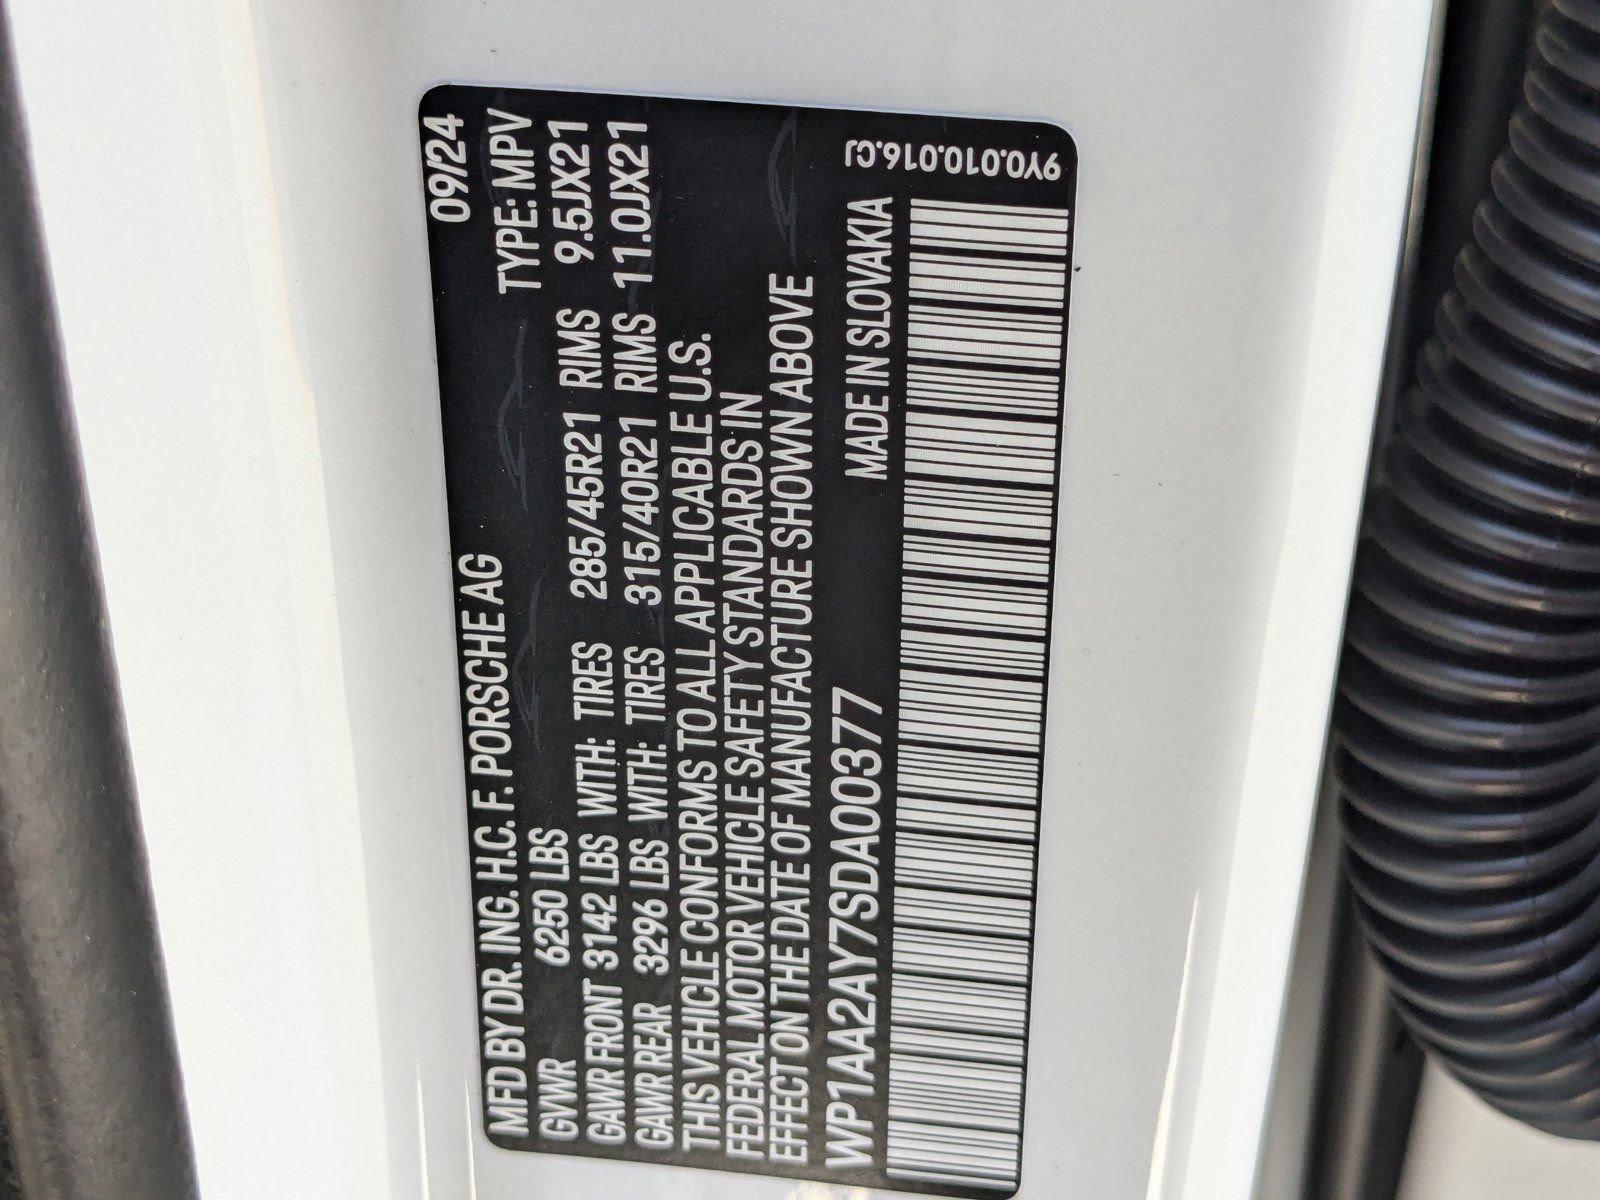 MFD BY DR. ING. H.C. F. PORSCHE AG 09/24
GVWR 6250 LBS TYPE: MPV
GAWR FRONT 3142 LBS WITH: TIRES 285/45R21 RIMS 9.5JX21
GAWR REAR 3296 LBS WITH: TIRES 315/40R21 RIMS 11.0JX21
THIS VEHICLE CONFORMS TO ALL APPLICABLE U.S.
FEDERAL MOTOR VEHICLE SAFETY STANDARDS IN
EFFECT ON THE DATE OF MANUFACTURE SHOWN ABOVE
WP1AA2AY7SDA00377 MADE IN SLOVAKIA
9Y0.010.016.CJ